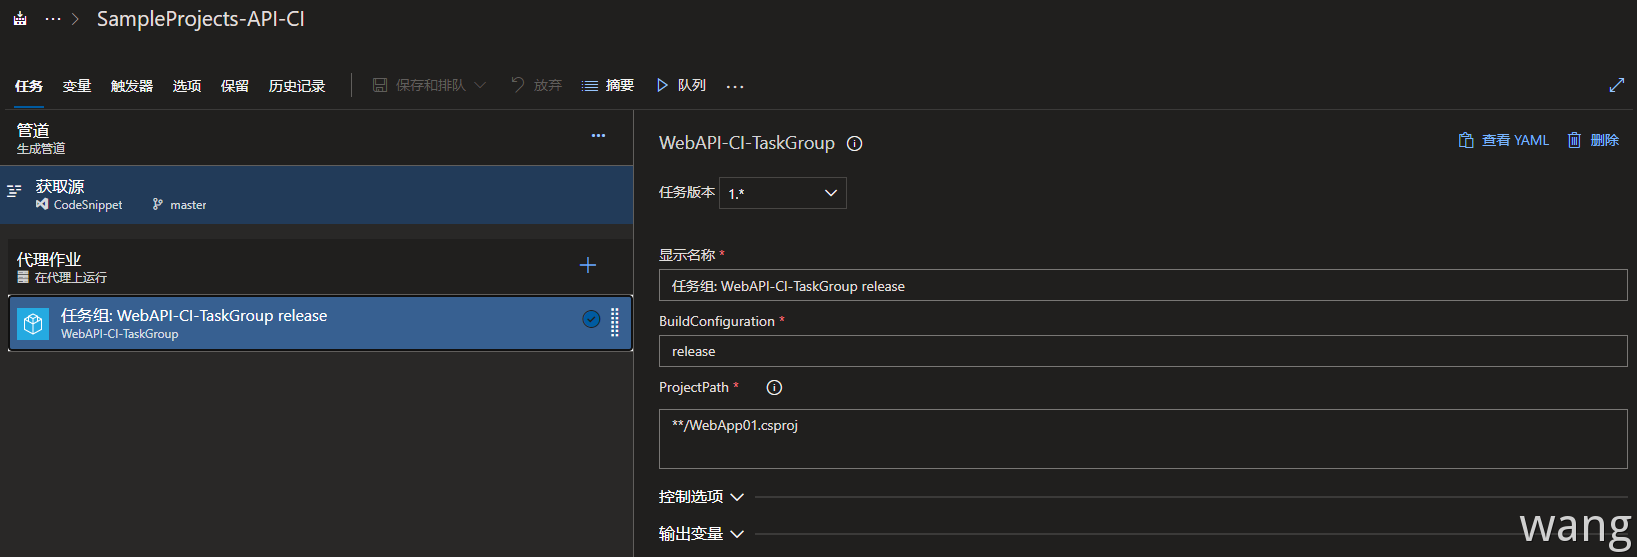 SampleProjects-API-CI
任务 变量 触发器 选项 保留 历史记录 保存和排队 放弃 摘要 队列
管道
生成管道
获取源
CodeSnippet master
代理作业
在代理上运行
任务组: WebAPI-CI-TaskGroup release
WebAPI-CI-TaskGroup
WebAPI-CI-TaskGroup 查看 YAML 删除
任务版本 1.*
显示名称 *
任务组: WebAPI-CI-TaskGroup release
BuildConfiguration *
release
ProjectPath *
**/WebApp01.csproj
控制选项
输出变量
wang